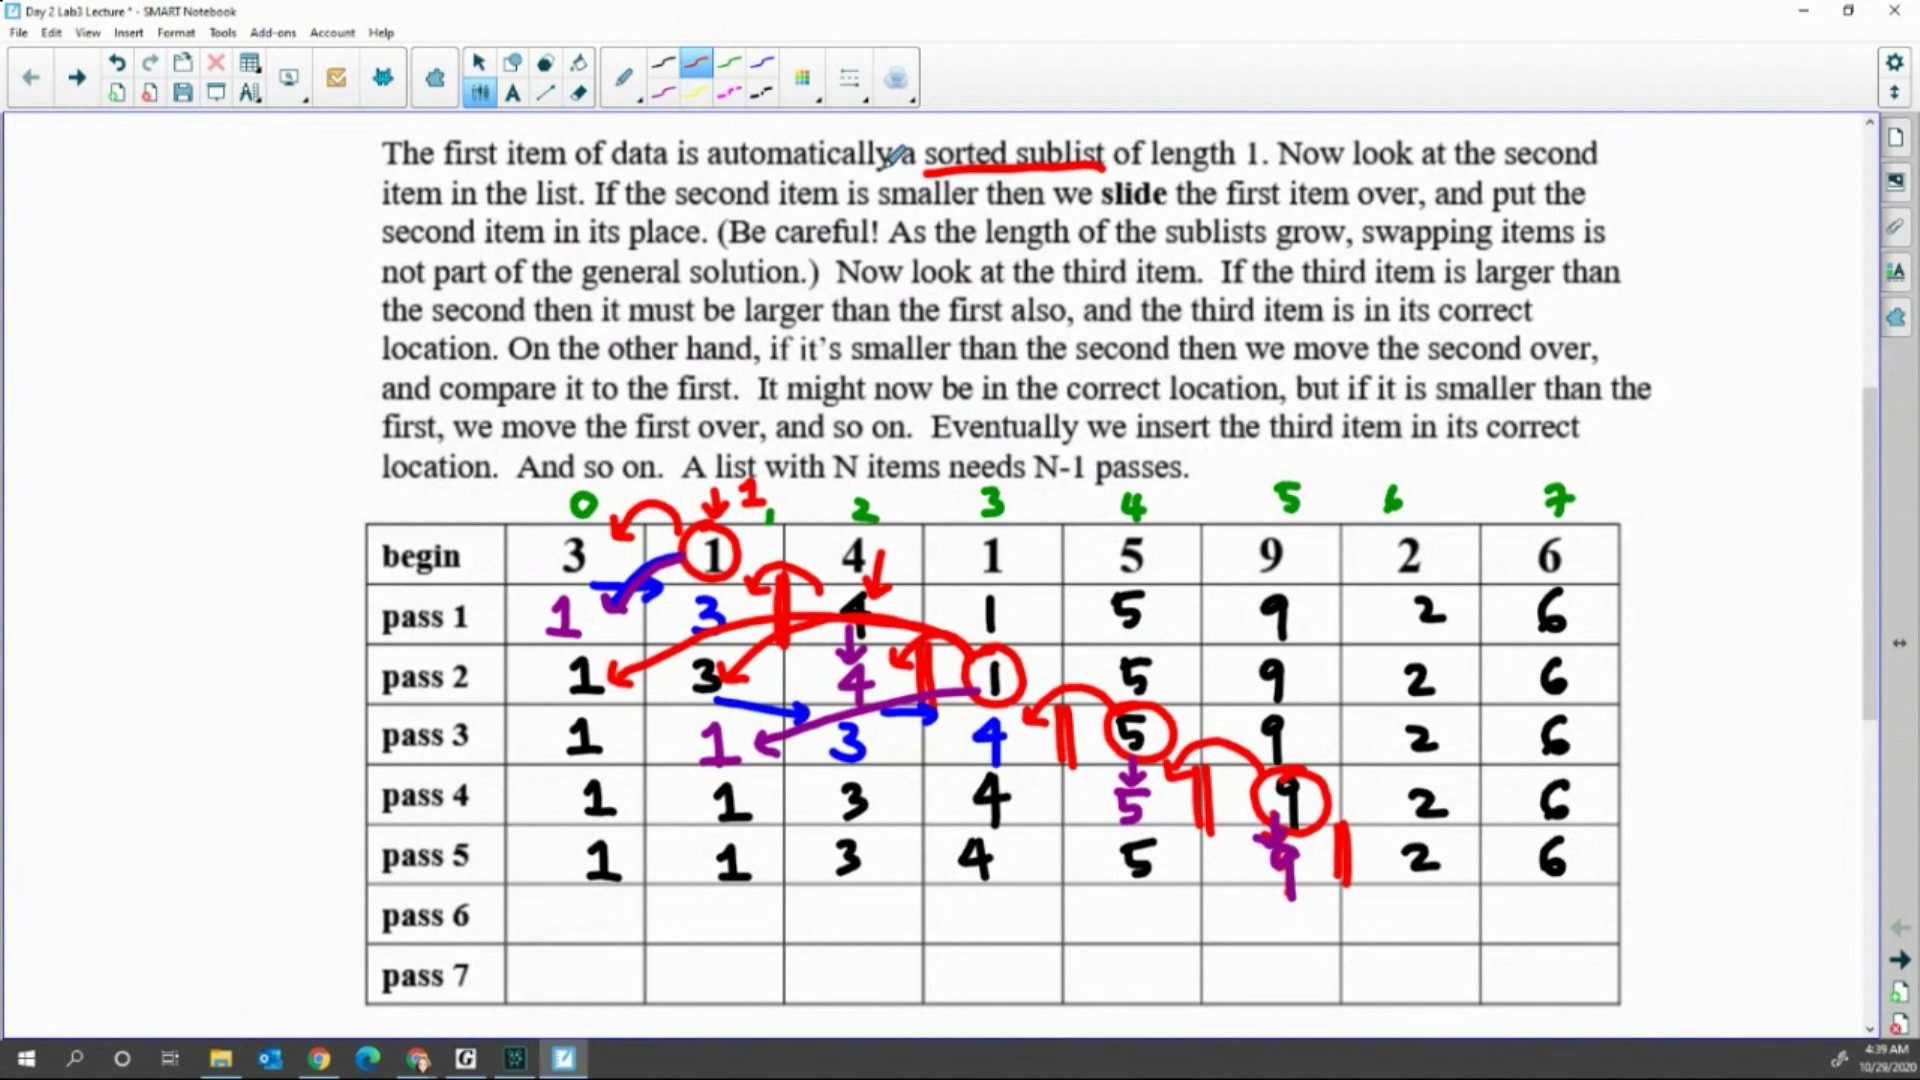 Day 2 Lab3 Lecture * - SMART Notebook
File Edit View Insert Format Tools Add-ons Account Help
The first item of data is automatically a sorted sublist of length 1. Now look at the second
item in the list. If the second item is smaller then we slide the first item over, and put the
second item in its place. (Be careful! As the length of the sublists grow, swapping items is
not part of the general solution.) Now look at the third item. If the third item is larger than
the second then it must be larger than the first also, and the third item is in its correct
location. On the other hand, if it's smaller than the second then we move the second over,
and compare it to the first. It might now be in the correct location, but if it is smaller than the
first, we move the first over, and so on. Eventually we insert the third item in its correct
location. And so on. A list with N items needs N-1 passes.
0 1 2 3 4 5 6 7
begin 3 1 4 1 5 9 2 6
pass 1 1 3 4 1 5 9 2 6
pass 2 1 3 4 1 5 9 2 6
pass 3 1 1 3 4 5 9 2 6
pass 4 1 1 3 4 5 9 2 6
pass 5 1 1 3 4 5 9 2 6
pass 6
pass 7
4:39 AM
10/29/2020